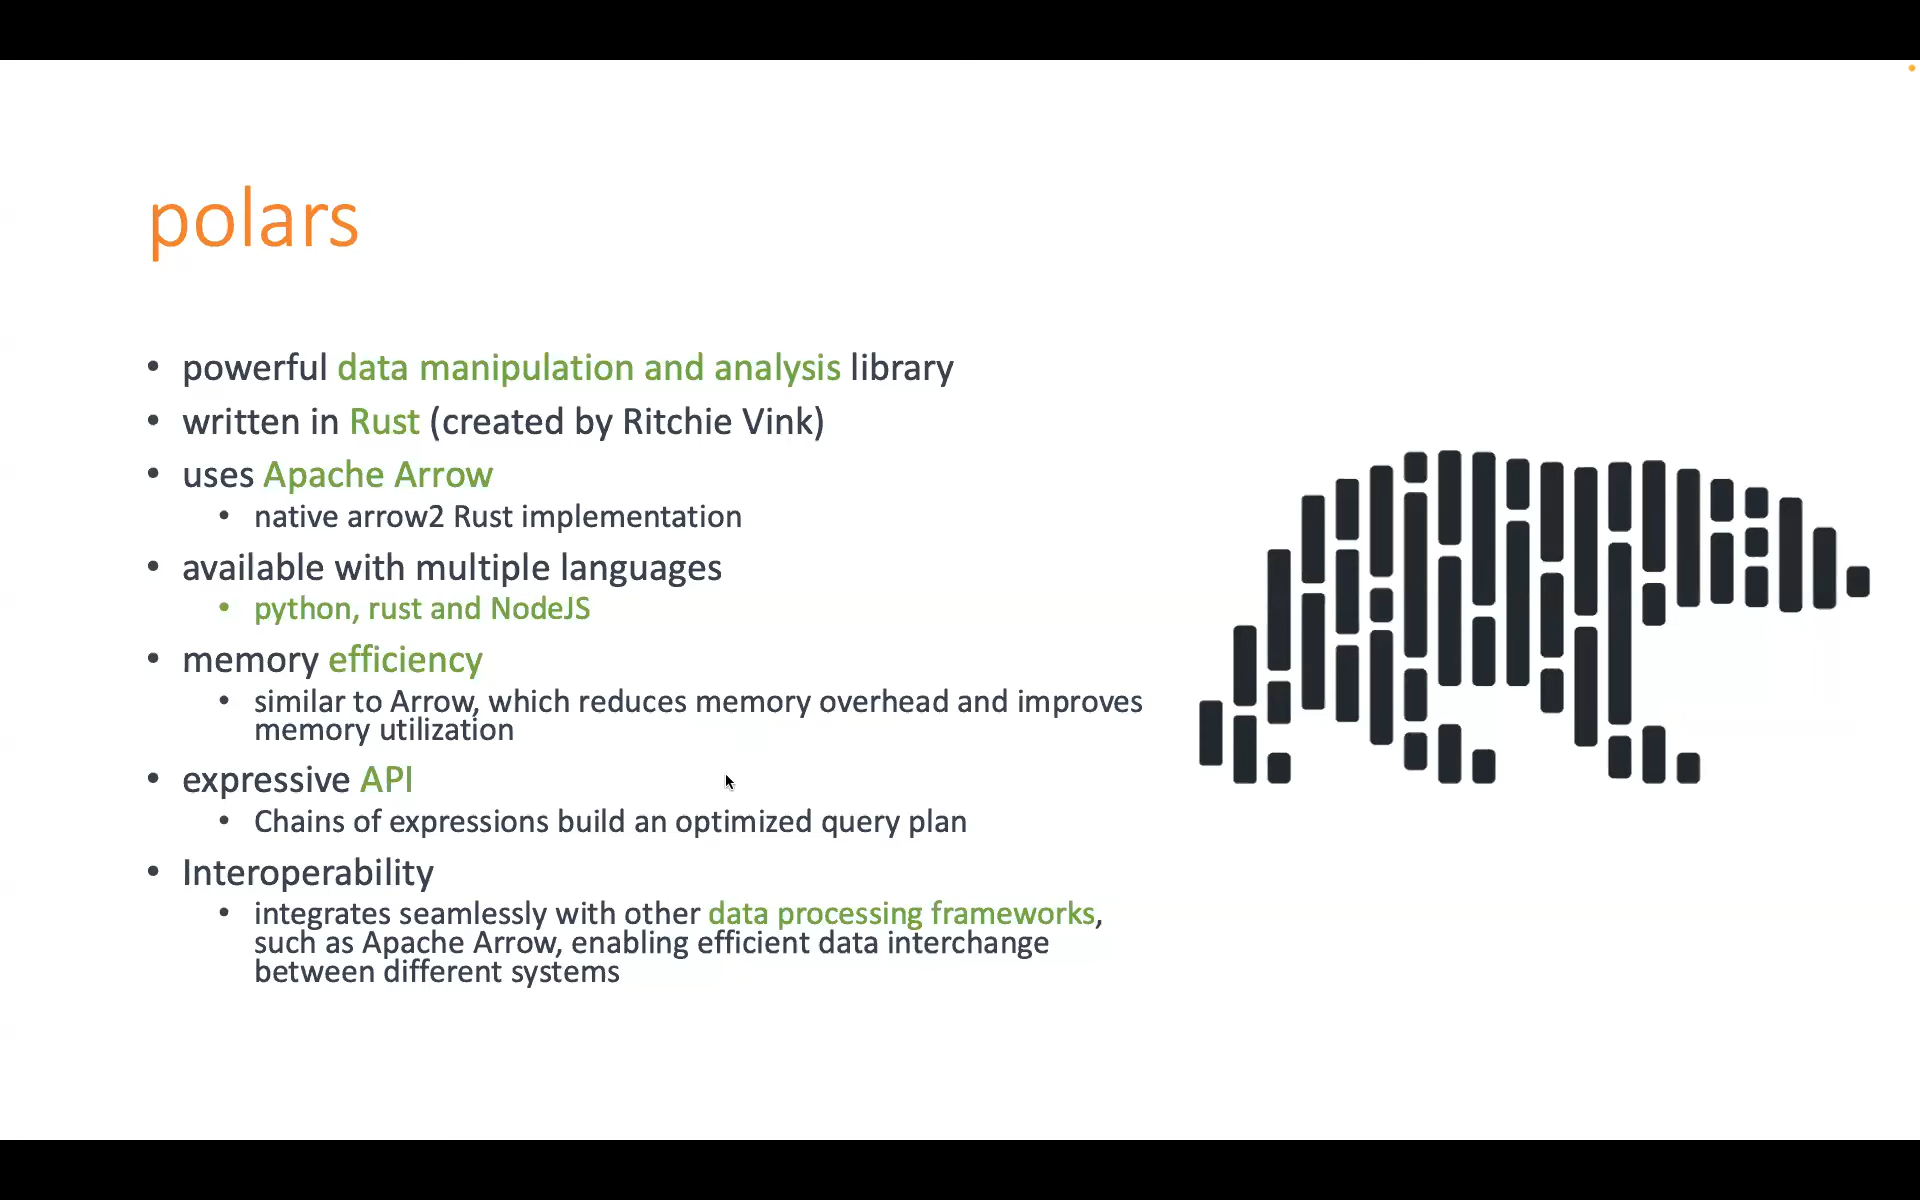 polars
• powerful data manipulation and analysis library
• written in Rust (created by Ritchie Vink)
• uses Apache Arrow
• native arrow2 Rust implementation
• available with multiple languages
• python, rust and NodeJS
• memory efficiency
• similar to Arrow, which reduces memory overhead and improves
memory utilization
• expressive API
• Chains of expressions build an optimized query plan
• Interoperability
• integrates seamlessly with other data processing frameworks,
such as Apache Arrow, enabling efficient data interchange
between different systems